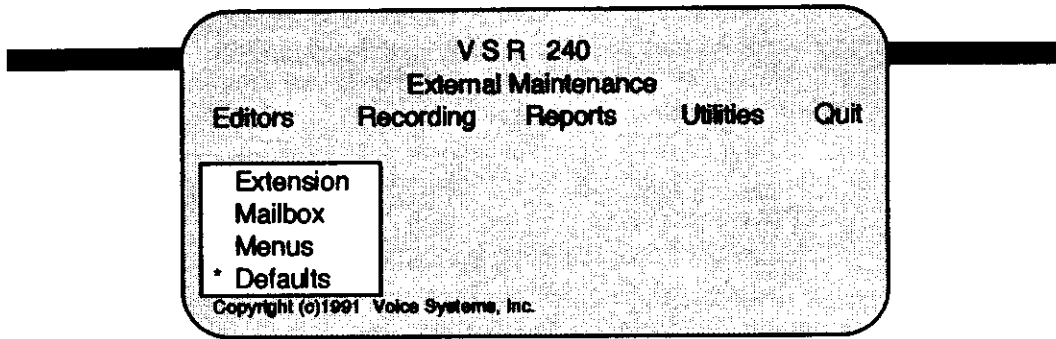 VSR 240
External Maintenance
Editors Recording Reports Utilities Quit
Extension
Mailbox
Menus
* Defaults
Copyright (c)1991 Voice Systems, Inc.